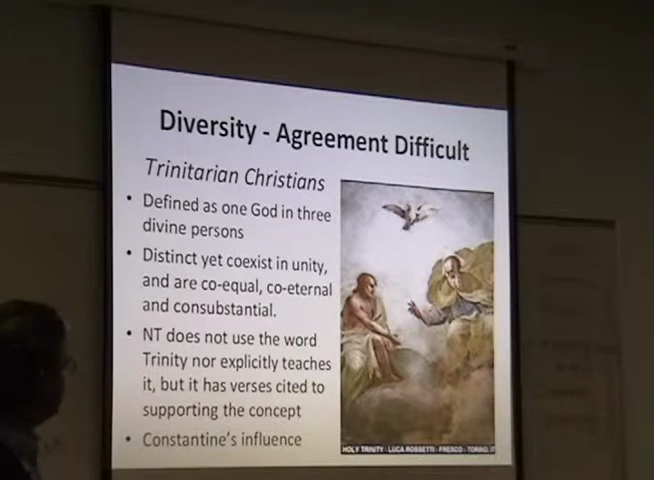 Diversity - Agreement Difficult
Trinitarian Christians
• Defined as one God in three
divine persons
• Distinct yet coexist in unity,
and are co-equal, co-eternal
and consubstantial.
• NT does not use the word
Trinity nor explicitly teaches
it, but it has verses cited to
supporting the concept
• Constantine's influence
HOLY TRINITY - LUCA ROSSETTI - FRESCO - TORINO, IT